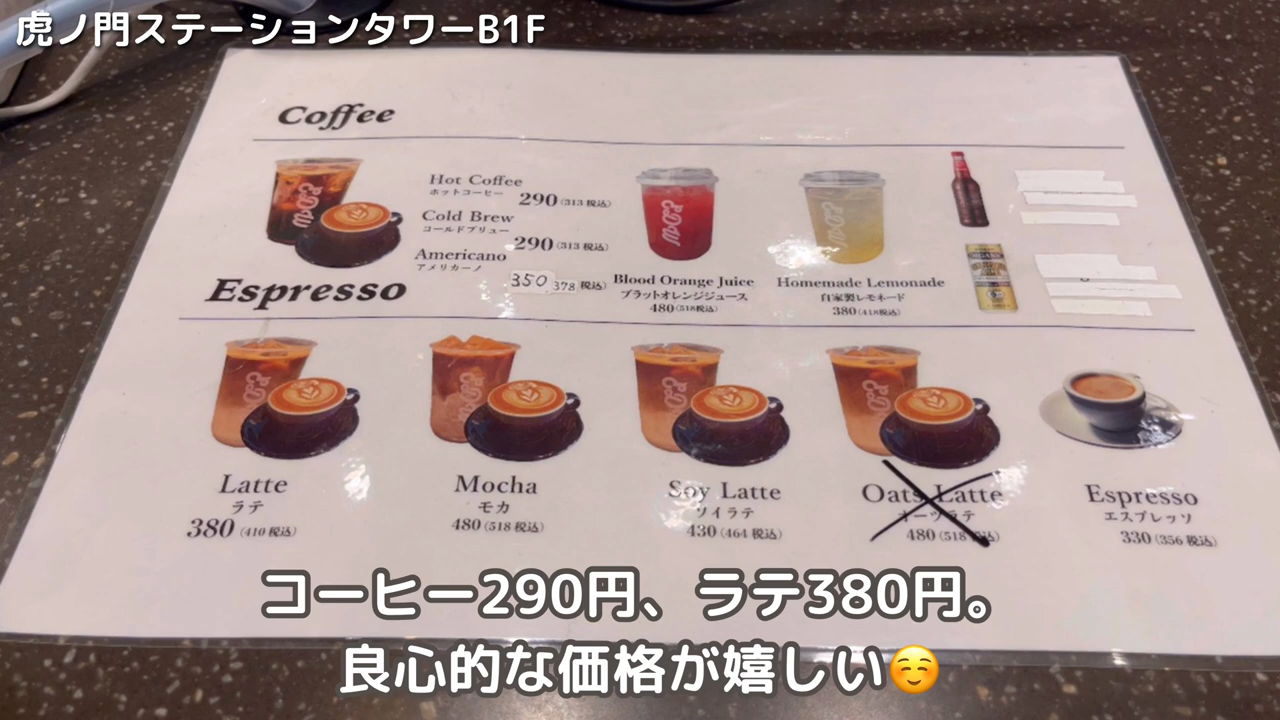 虎ノ門ステーションタワーB1F
Coffee
Hot Coffee
ホットコーヒー
290 (313 税込)
Cold Brew
コールドブリュー
290 (313 税込)
Americano
アメリカーノ
350 378 税込)
Blood Orange Juice
ブラットオレンジジュース
480 (518税込)
Homemade Lemonade
自家製レモネード
380 (418税込)
Espresso
Latte
ラテ
380 (410 税込)
Mocha
モカ
480 (518 税込)
Soy Latte
ソイラテ
430 (464 税込)
Oats Latte
オーツラテ
480 (518 税込)
Espresso
エスプレッソ
330 (356 税込)
コーヒー290円、ラテ380円。
良心的な価格が嬉しい☺️